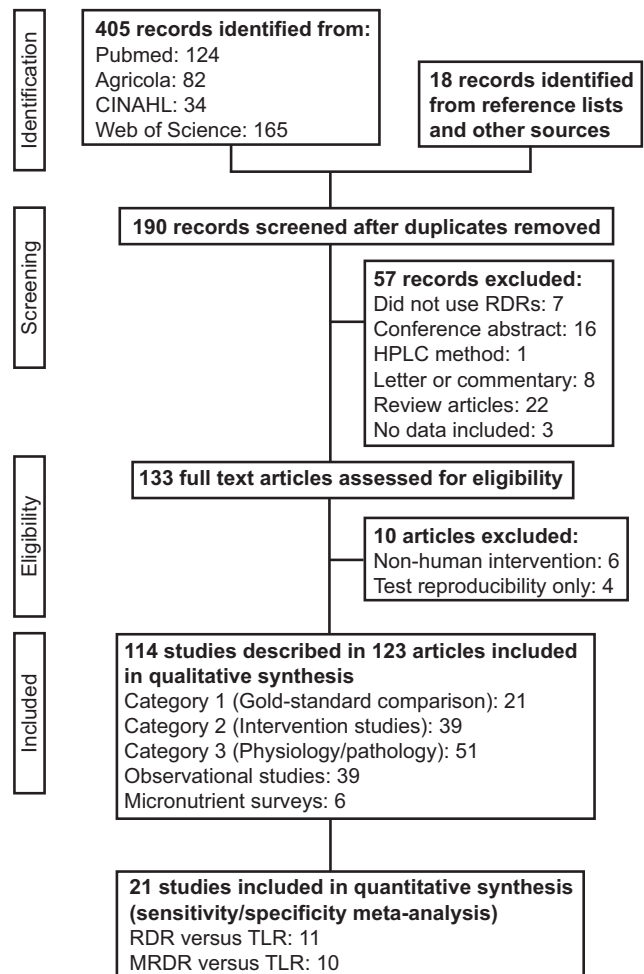 Identification
405 records identified from:
Pubmed: 124
Agricola: 82
CINAHL: 34
Web of Science: 165
18 records identified
from reference lists
and other sources
Screening
190 records screened after duplicates removed
57 records excluded:
Did not use RDRs: 7
Conference abstract: 16
HPLC method: 1
Letter or commentary: 8
Review articles: 22
No data included: 3
Eligibility
133 full text articles assessed for eligibility
10 articles excluded:
Non-human intervention: 6
Test reproducibility only: 4
Included
114 studies described in 123 articles included
in qualitative synthesis
Category 1 (Gold-standard comparison): 21
Category 2 (Intervention studies): 39
Category 3 (Physiology/pathology): 51
Observational studies: 39
Micronutrient surveys: 6
21 studies included in quantitative synthesis
(sensitivity/specificity meta-analysis)
RDR versus TLR: 11
MRDR versus TLR: 10